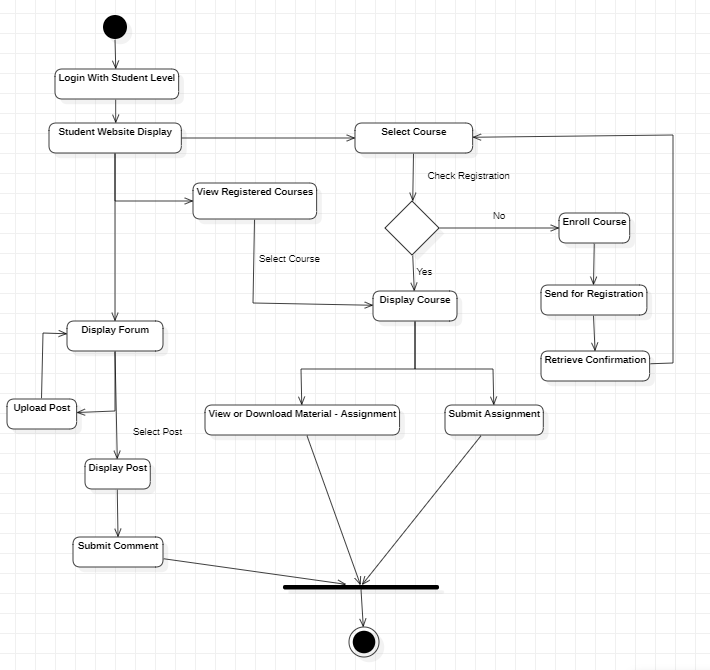 Login With Student Level
Student Website Display
Select Course
Check Registration
View Registered Courses
No
Enroll Course
Select Course
Yes
Send for Registration
Display Course
Display Forum
Retrieve Confirmation
Upload Post
View or Download Material - Assignment
Submit Assignment
Select Post
Display Post
Submit Comment